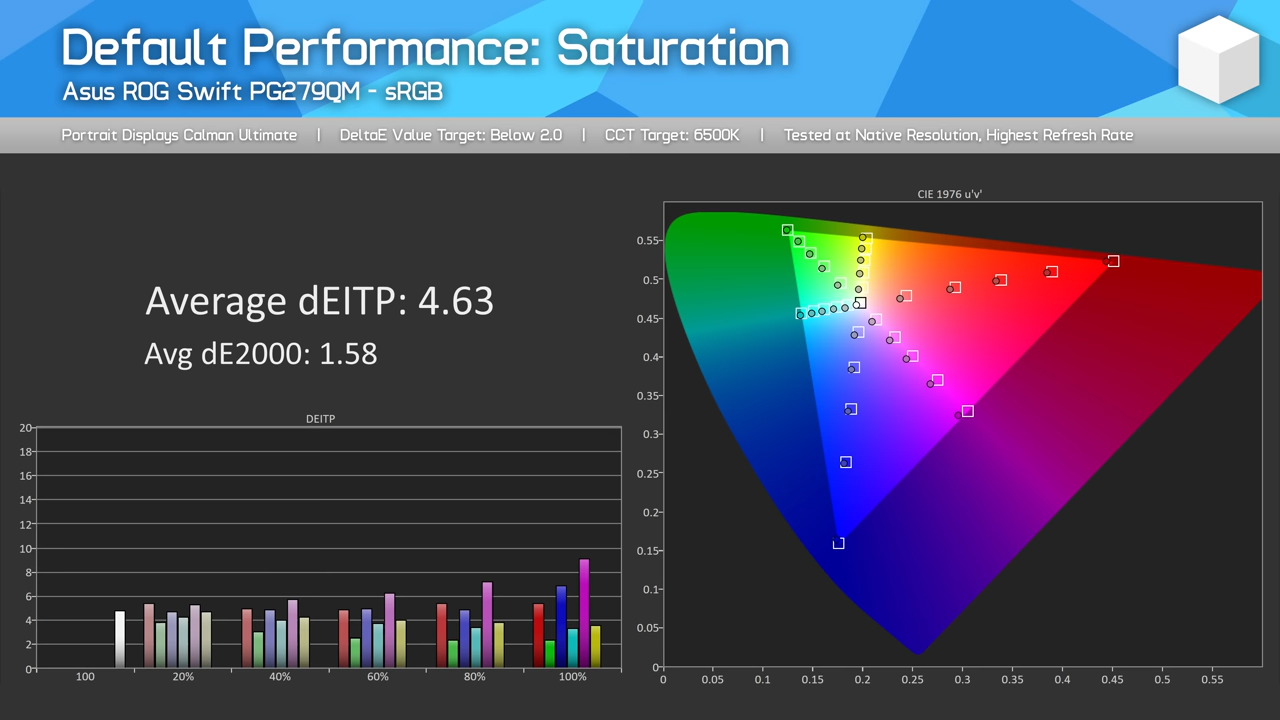 Default Performance: Saturation
Asus ROG Swift PG279QM - sRGB
Portrait Displays Calman Ultimate | DeltaE Value Target: Below 2.0 | CCT Target: 6500K | Tested at Native Resolution, Highest Refresh Rate
Average dEITP: 4.63
Avg dE2000: 1.58
DEITP
20
18
16
14
12
10
8
6
4
2
0
100 20% 40% 60% 80% 100%
CIE 1976 u'v'
0.55
0.5
0.45
0.4
0.35
0.3
0.25
0.2
0.15
0.1
0.05
0
0 0.05 0.1 0.15 0.2 0.25 0.3 0.35 0.4 0.45 0.5 0.55